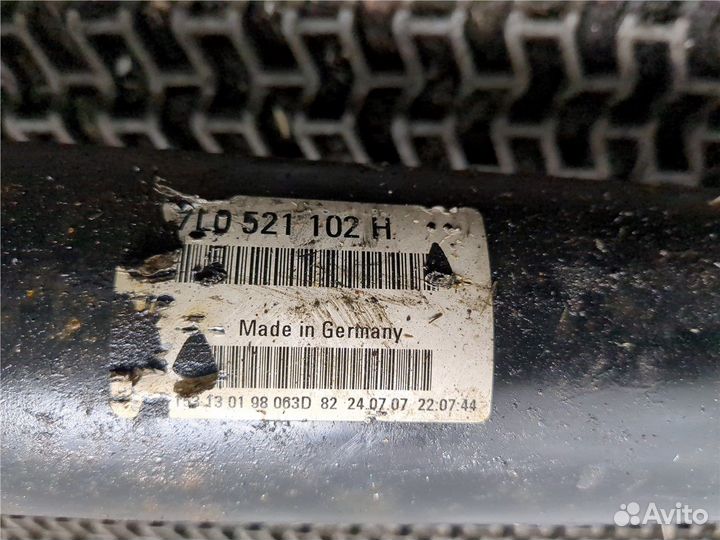 7L0 521 102 H
Made in Germany
13 01 98 063D 82 24.07.07 22:07:44
Avito